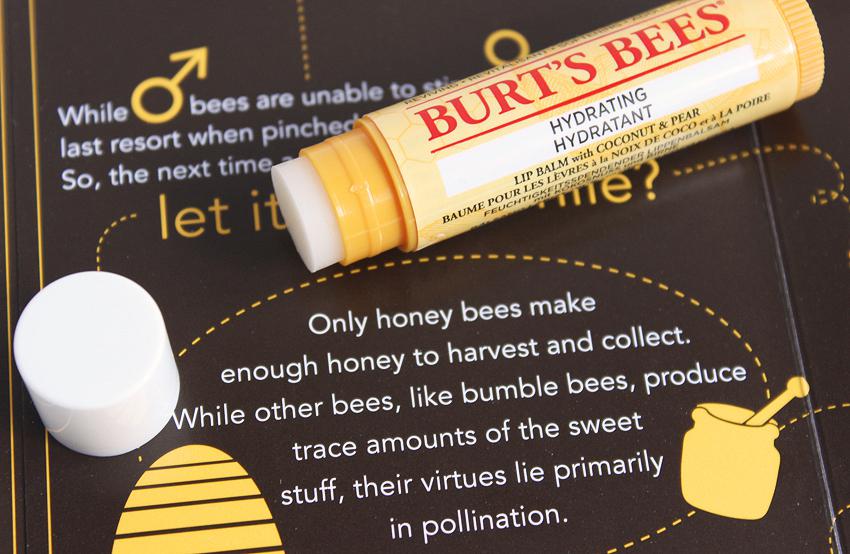 While ♂ bees are unable to
last resort when pinched
So, the next time
let it
REVITALISANT
BURT'S BEES®
HYDRATING
HYDRATANT
LIP BALM with COCONUT & PEAR
BAUME POUR LES LÈVRES à la NOIX DE COCO et à LA POIRE
FEUCHTIGKEITSSPENDENDER LIPPENBALSAM
Only honey bees make
enough honey to harvest and collect.
While other bees, like bumble bees, produce
trace amounts of the sweet
stuff, their virtues lie primarily
in pollination.